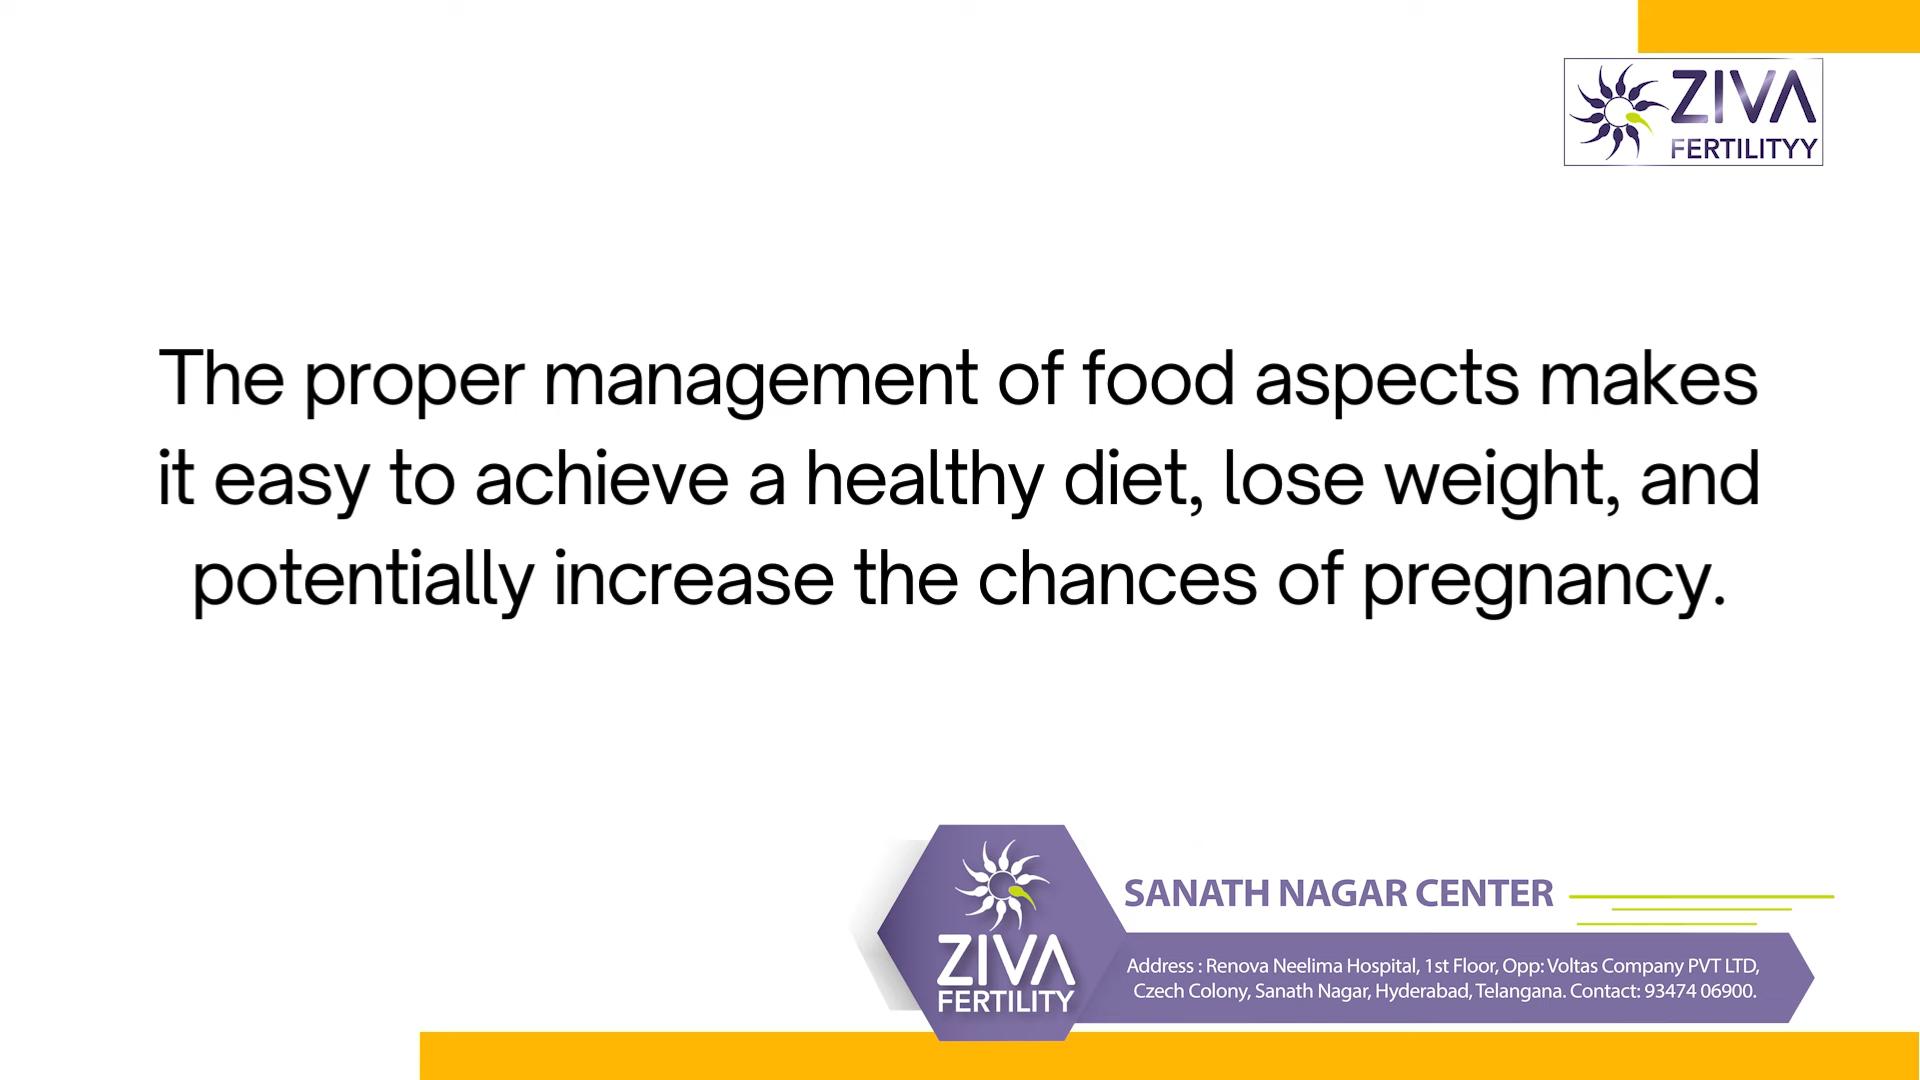 ZIVA
FERTILITYY
The proper management of food aspects makes
it easy to achieve a healthy diet, lose weight, and
potentially increase the chances of pregnancy.
ZIVA
FERTILITY
SANATH NAGAR CENTER
Address : Renova Neelima Hospital, 1st Floor, Opp: Voltas Company PVT LTD,
Czech Colony, Sanath Nagar, Hyderabad, Telangana. Contact: 93474 06900.